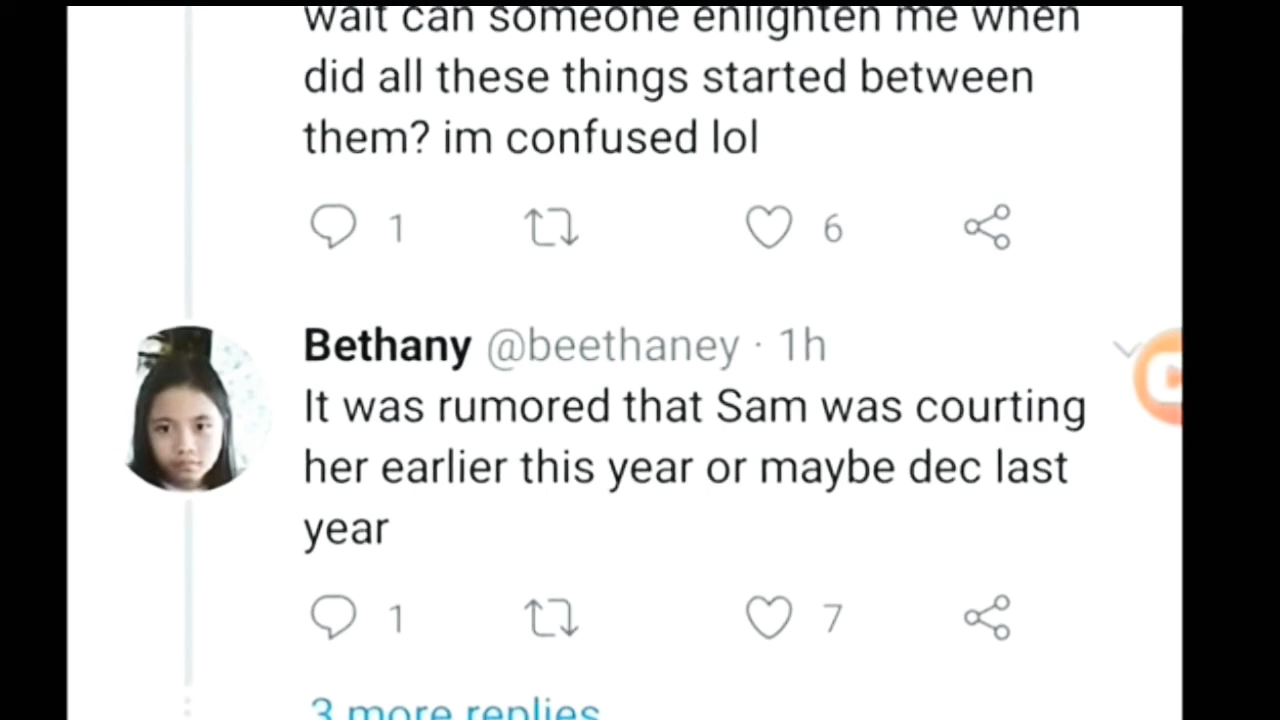 wait can someone enlighten me when
did all these things started between
them? im confused lol
1 6
Bethany @beethaney · 1h
It was rumored that Sam was courting
her earlier this year or maybe dec last
year
1 7
3 more replies